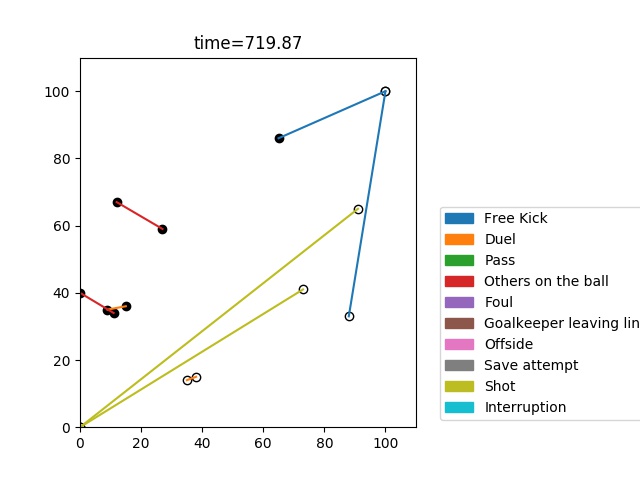 time=719.87
100
80
60
40
20
0
0 20 40 60 80 100
Free Kick
Duel
Pass
Others on the ball
Foul
Goalkeeper leaving lin
Offside
Save attempt
Shot
Interruption